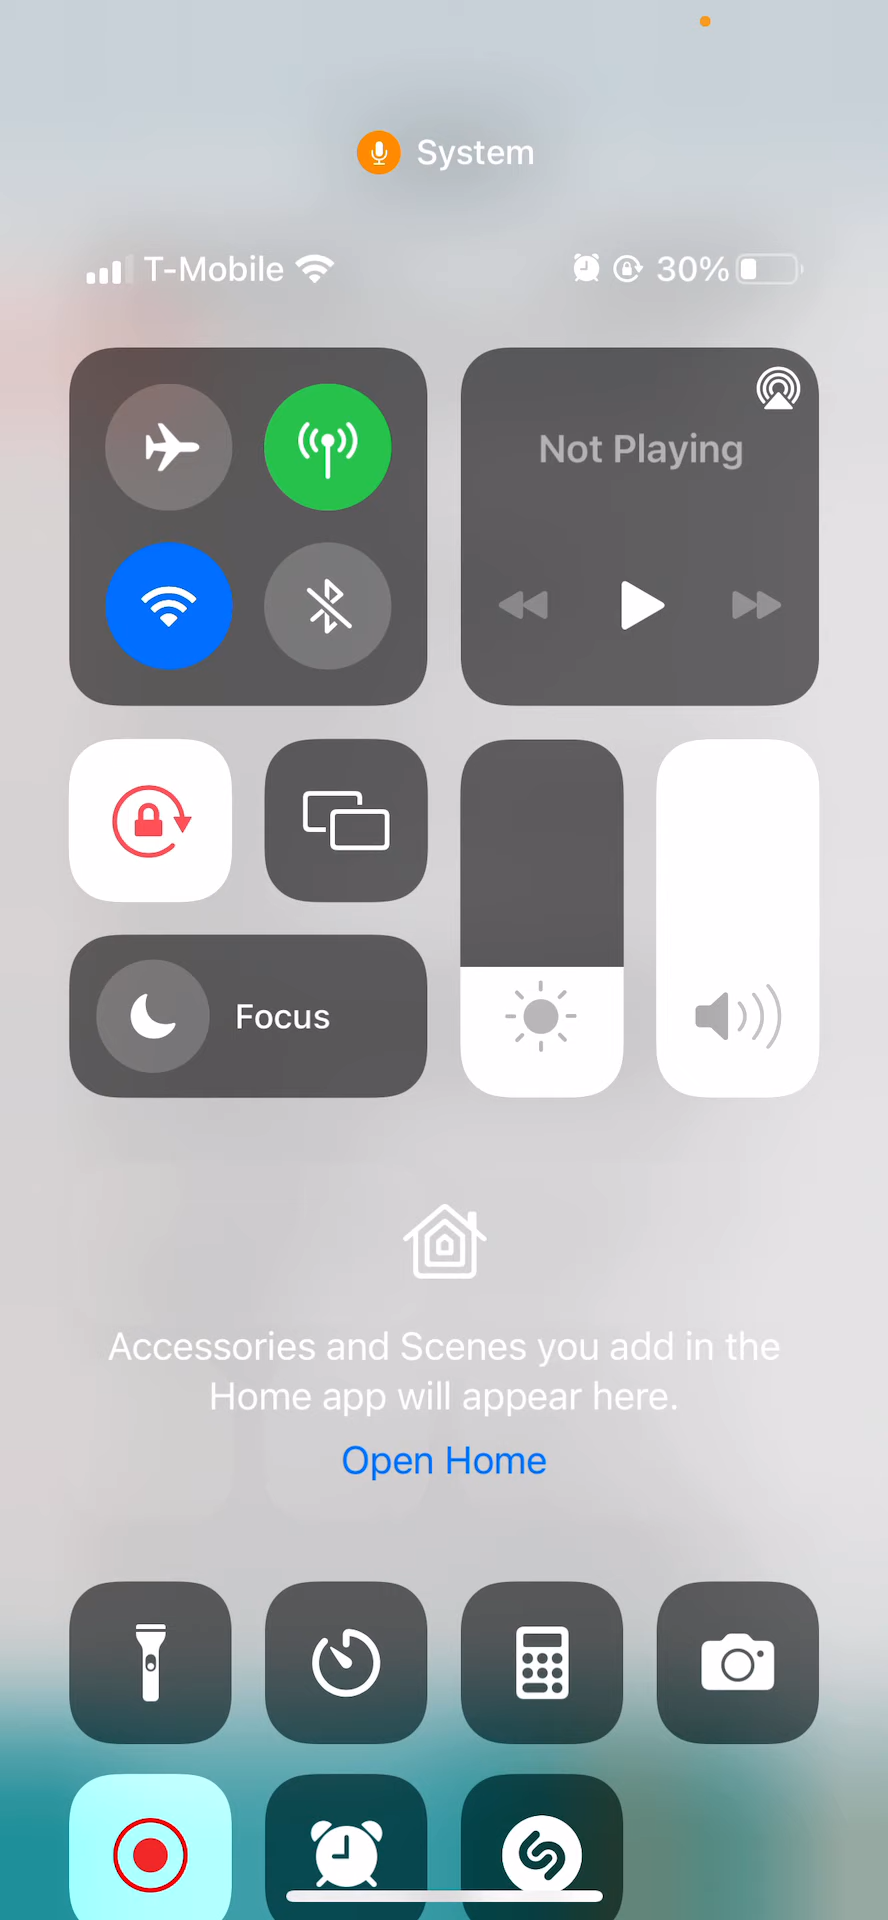 System
T-Mobile 30%
Not Playing
Focus
Accessories and Scenes you add in the
Home app will appear here.
Open Home